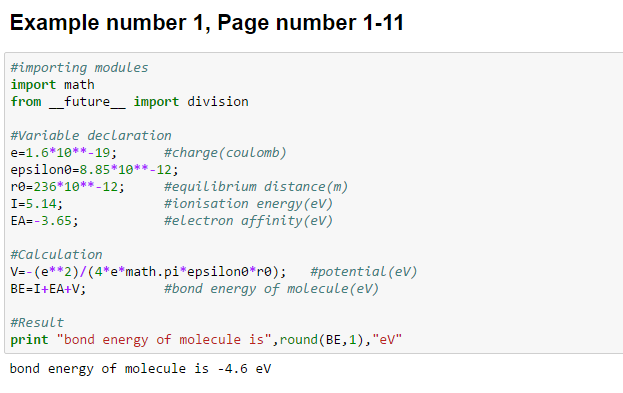 Example number 1, Page number 1-11
#importing modules
import math
from __future__ import division
#Variable declaration
e=1.6*10**-19; #charge(coulomb)
epsilon0=8.85*10**-12;
r0=236*10**-12; #equilibrium distance(m)
I=5.14; #ionisation energy(eV)
EA=-3.65; #electron affinity(eV)
#Calculation
V=-(e**2)/(4*e*math.pi*epsilon0*r0); #potential(eV)
BE=I+EA+V; #bond energy of molecule(eV)
#Result
print "bond energy of molecule is",round(BE,1),"eV"
bond energy of molecule is -4.6 eV